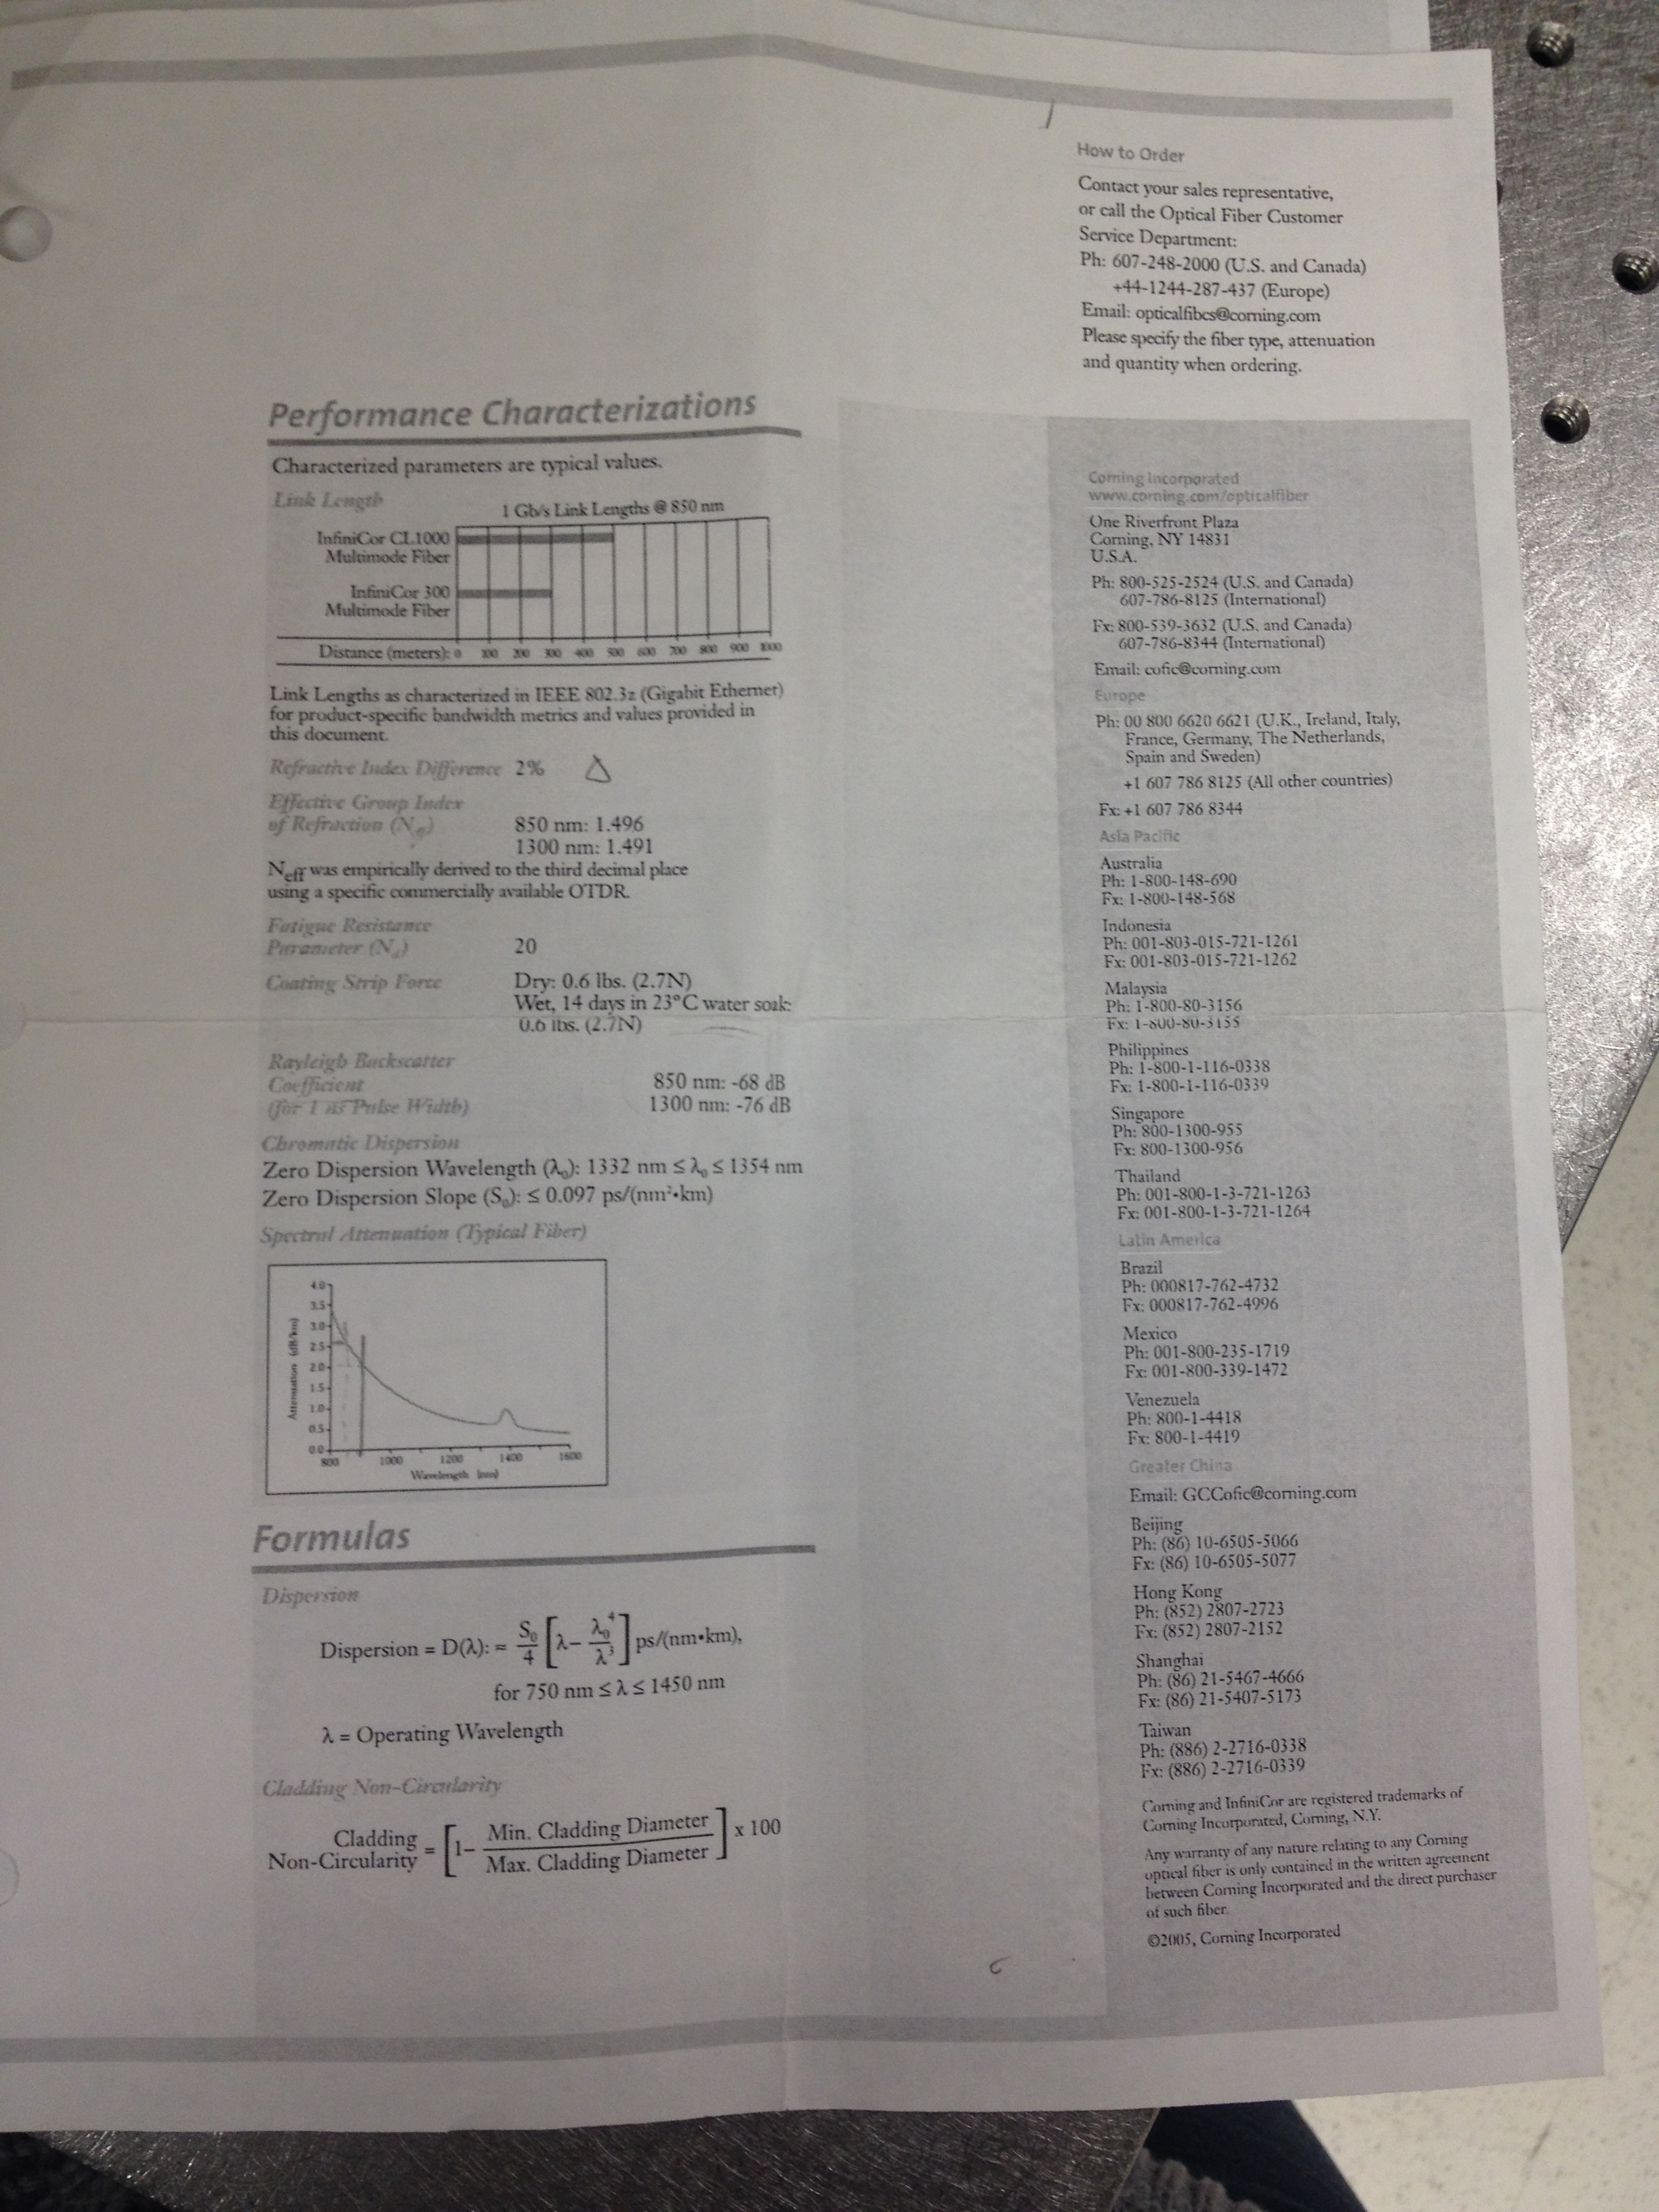 How to Order
Contact your sales representative,
or call the Optical Fiber Customer
Service Department:
Ph: 607-248-2000 (U.S. and Canada)
+44-1244-287-437 (Europe)
Email: opticalfibcs@corning.com
Please specify the fiber type, attenuation
and quantity when ordering.
Performance Characterizations
Characterized parameters are typical values.
Link Length
1 Gb/s Link Lengths @ 850 nm
InfiniCor CL1000
Multimode Fiber
InfiniCor 300
Multimode Fiber
Distance (meters): 0 100 200 300 400 500 600 700 800 900 1000
Link Lengths as characterized in IEEE 802.3z (Gigabit Ethernet)
for product-specific bandwidth metrics and values provided in
this document.
Refractive Index Difference 2% Δ
Effective Group Index
of Refraction (Neff)
850 nm: 1.496
1300 nm: 1.491
Neff was empirically derived to the third decimal place
using a specific commercially available OTDR.
Fatigue Resistance
Parameter (Nd) 20
Coating Strip Force Dry: 0.6 lbs. (2.7N)
Wet, 14 days in 23°C water soak:
0.6 lbs. (2.7N)
Rayleigh Backscatter
Coefficient 850 nm: -68 dB
(for 1 ns Pulse Width) 1300 nm: -76 dB
Chromatic Dispersion
Zero Dispersion Wavelength (λ₀): 1332 nm ≤ λ₀ ≤ 1354 nm
Zero Dispersion Slope (S₀): ≤ 0.097 ps/(nm²•km)
Spectral Attenuation (Typical Fiber)
Attenuation (dB/km)
4.0
3.5
3.0
2.5
2.0
1.5
1.0
0.5
0.0
800 1000 1200 1400 1600
Wavelength (nm)
Formulas
Dispersion
Dispersion = D(λ): ≈ S₀/4 [λ− λ₀⁴/λ³] ps/(nm•km),
for 750 nm ≤ λ ≤ 1450 nm
λ = Operating Wavelength
Cladding Non-Circularity
Cladding Non-Circularity = [1− Min. Cladding Diameter / Max. Cladding Diameter] x 100
Corning Incorporated
www.corning.com/opticalfiber
One Riverfront Plaza
Corning, NY 14831
U.S.A.
Ph: 800-525-2524 (U.S. and Canada)
607-786-8125 (International)
Fx: 800-539-3632 (U.S. and Canada)
607-786-8344 (International)
Email: cofic@corning.com
Europe
Ph: 00 800 6620 6621 (U.K., Ireland, Italy,
France, Germany, The Netherlands,
Spain and Sweden)
+1 607 786 8125 (All other countries)
Fx: +1 607 786 8344
Asia Pacific
Australia
Ph: 1-800-148-690
Fx: 1-800-148-568
Indonesia
Ph: 001-803-015-721-1261
Fx: 001-803-015-721-1262
Malaysia
Ph: 1-800-80-3156
Fx: 1-800-80-3155
Philippines
Ph: 1-800-1-116-0338
Fx: 1-800-1-116-0339
Singapore
Ph: 800-1300-955
Fx: 800-1300-956
Thailand
Ph: 001-800-1-3-721-1263
Fx: 001-800-1-3-721-1264
Latin America
Brazil
Ph: 000817-762-4732
Fx: 000817-762-4996
Mexico
Ph: 001-800-235-1719
Fx: 001-800-339-1472
Venezuela
Ph: 800-1-4418
Fx: 800-1-4419
Greater China
Email: GCCofic@corning.com
Beijing
Ph: (86) 10-6505-5066
Fx: (86) 10-6505-5077
Hong Kong
Ph: (852) 2807-2723
Fx: (852) 2807-2152
Shanghai
Ph: (86) 21-5467-4666
Fx: (86) 21-5407-5173
Taiwan
Ph: (886) 2-2716-0338
Fx: (886) 2-2716-0339
Corning and InfiniCor are registered trademarks of
Corning Incorporated, Corning, N.Y.
Any warranty of any nature relating to any Corning
optical fiber is only contained in the written agreement
between Corning Incorporated and the direct purchaser
of such fiber.
©2005, Corning Incorporated